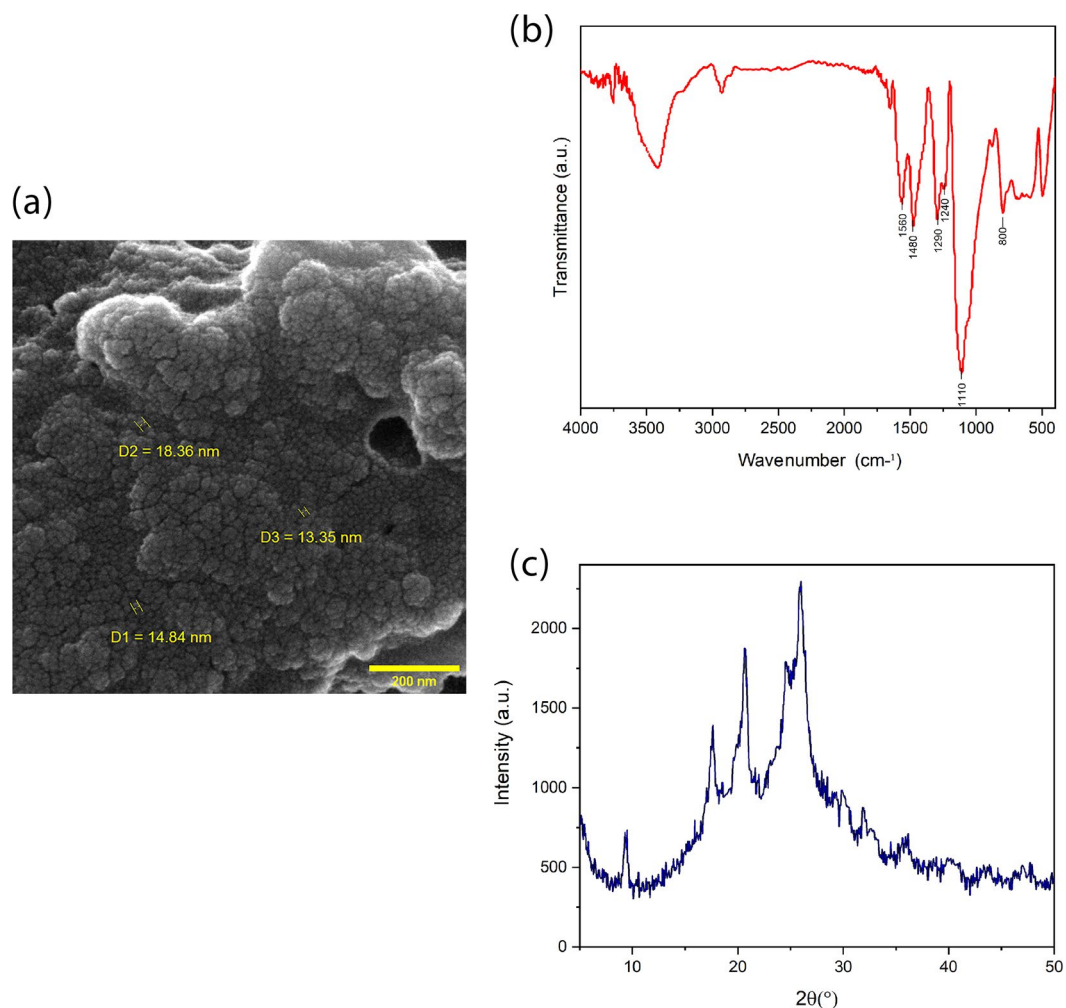 (a)
D2 = 18.36 nm
D3 = 13.35 nm
D1 = 14.84 nm
200 nm
(b)
Transmittance (a.u.)
1560
1480
1290
1240
1110
800
4000 3500 3000 2500 2000 1500 1000 500
Wavenumber (cm-¹)
(c)
Intensity (a.u.)
2000
1500
1000
500
0
10 20 30 40 50
2θ(°)